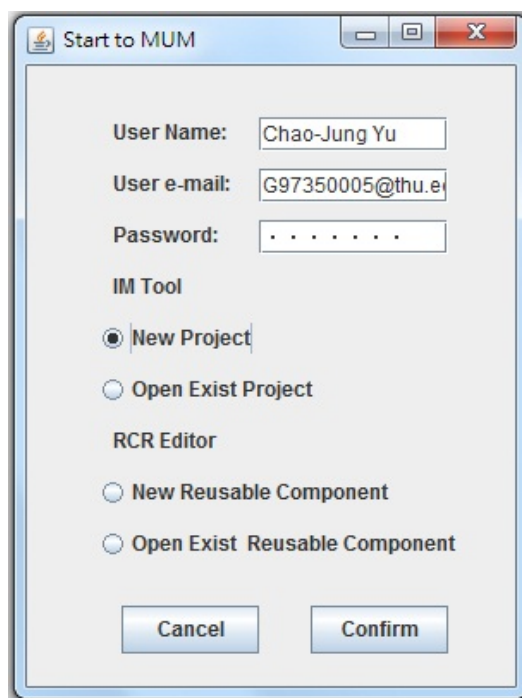 Start to MUM
User Name: Chao-Jung Yu
User e-mail: G97350005@thu.e
Password: · · · · · · ·
IM Tool
New Project
Open Exist Project
RCR Editor
New Reusable Component
Open Exist Reusable Component
Cancel Confirm